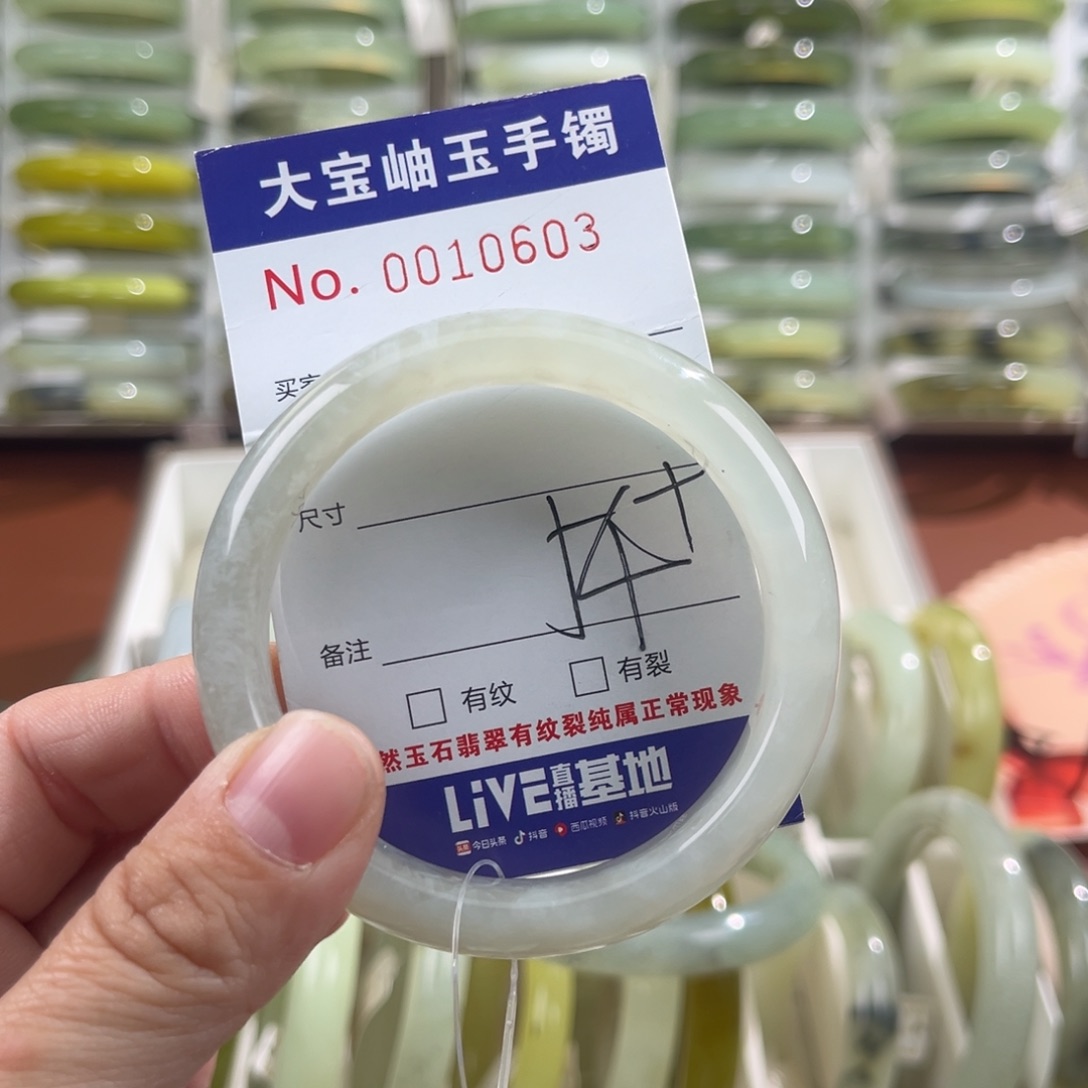 大宝岫玉手镯
No. 0010603
买家
尺寸
备注
□ 有纹 □ 有裂
然玉石翡翠有纹裂纯属正常现象
LiVE直播基地
今日头条 抖音 西瓜视频 抖音火山版